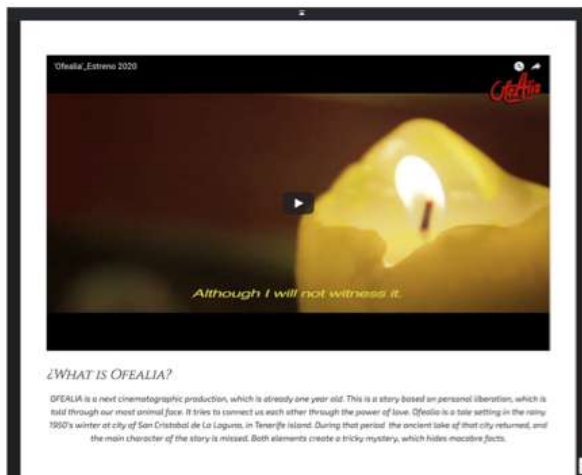 'Ofealia'_Estreno 2020
OfeAlia
Although I will not witness it.
¿WHAT IS OFEALIA?
OFEALIA is a next cinematographic production, which is already one year old. This is a story based on personal liberation, which is
told through our most animal face. It tries to connect us each other through the power of love. Ofealia is a tale setting in the rainy
1950's winter at city of San Cristobal de La Laguna, in Tenerife island. During that period the ancient lake of that city returned, and
the main character of the story is missed. Both elements create a tricky mystery, which hides macabre facts.